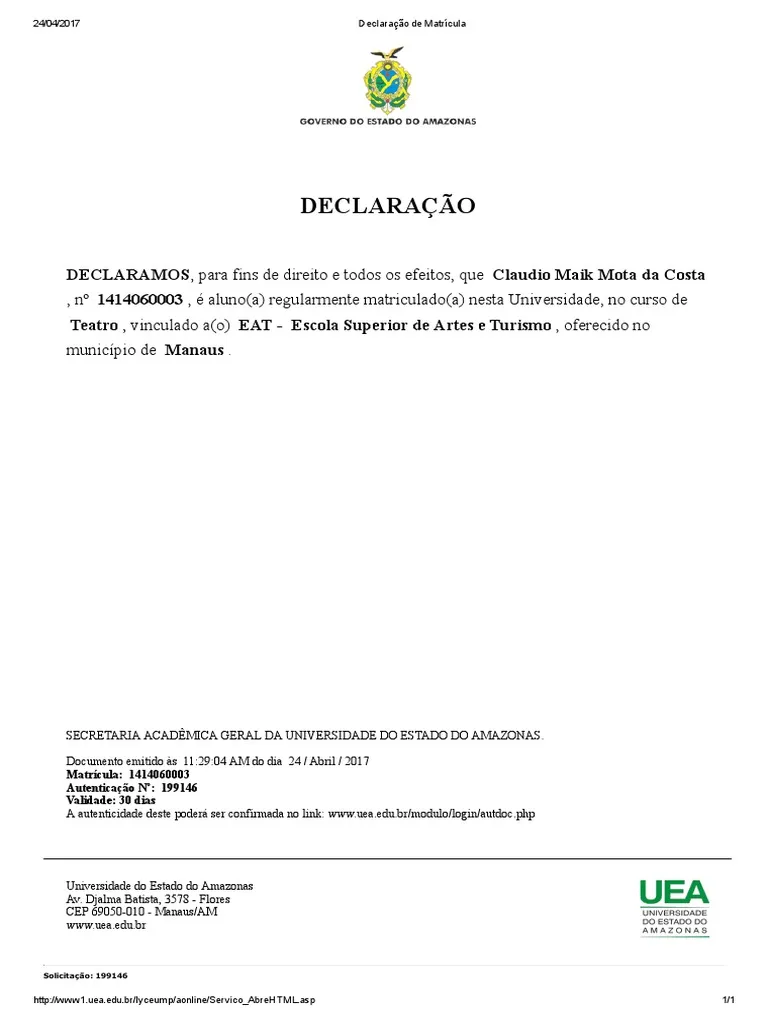 24/04/2017 Declaração de Matrícula
GOVERNO DO ESTADO DO AMAZONAS
DECLARAÇÃO
DECLARAMOS, para fins de direito e todos os efeitos, que Claudio Maik Mota da Costa
, nº 1414060003 , é aluno(a) regularmente matriculado(a) nesta Universidade, no curso de
Teatro , vinculado a(o) EAT - Escola Superior de Artes e Turismo , oferecido no
município de Manaus .
SECRETARIA ACADÊMICA GERAL DA UNIVERSIDADE DO ESTADO DO AMAZONAS.
Documento emitido às 11:29:04 AM do dia 24 / Abril / 2017
Matrícula: 1414060003
Autenticação Nº: 199146
Validade: 30 dias
A autenticidade deste poderá ser confirmada no link: www.uea.edu.br/modulo/login/autdoc.php
Universidade do Estado do Amazonas
Av. Djalma Batista, 3578 - Flores
CEP 69050-010 - Manaus/AM
www.uea.edu.br
UEA
UNIVERSIDADE
DO ESTADO DO
AMAZONAS
Solicitação: 199146
http://www1.uea.edu.br/lyceump/aonline/Servico_AbreHTML.asp 1/1